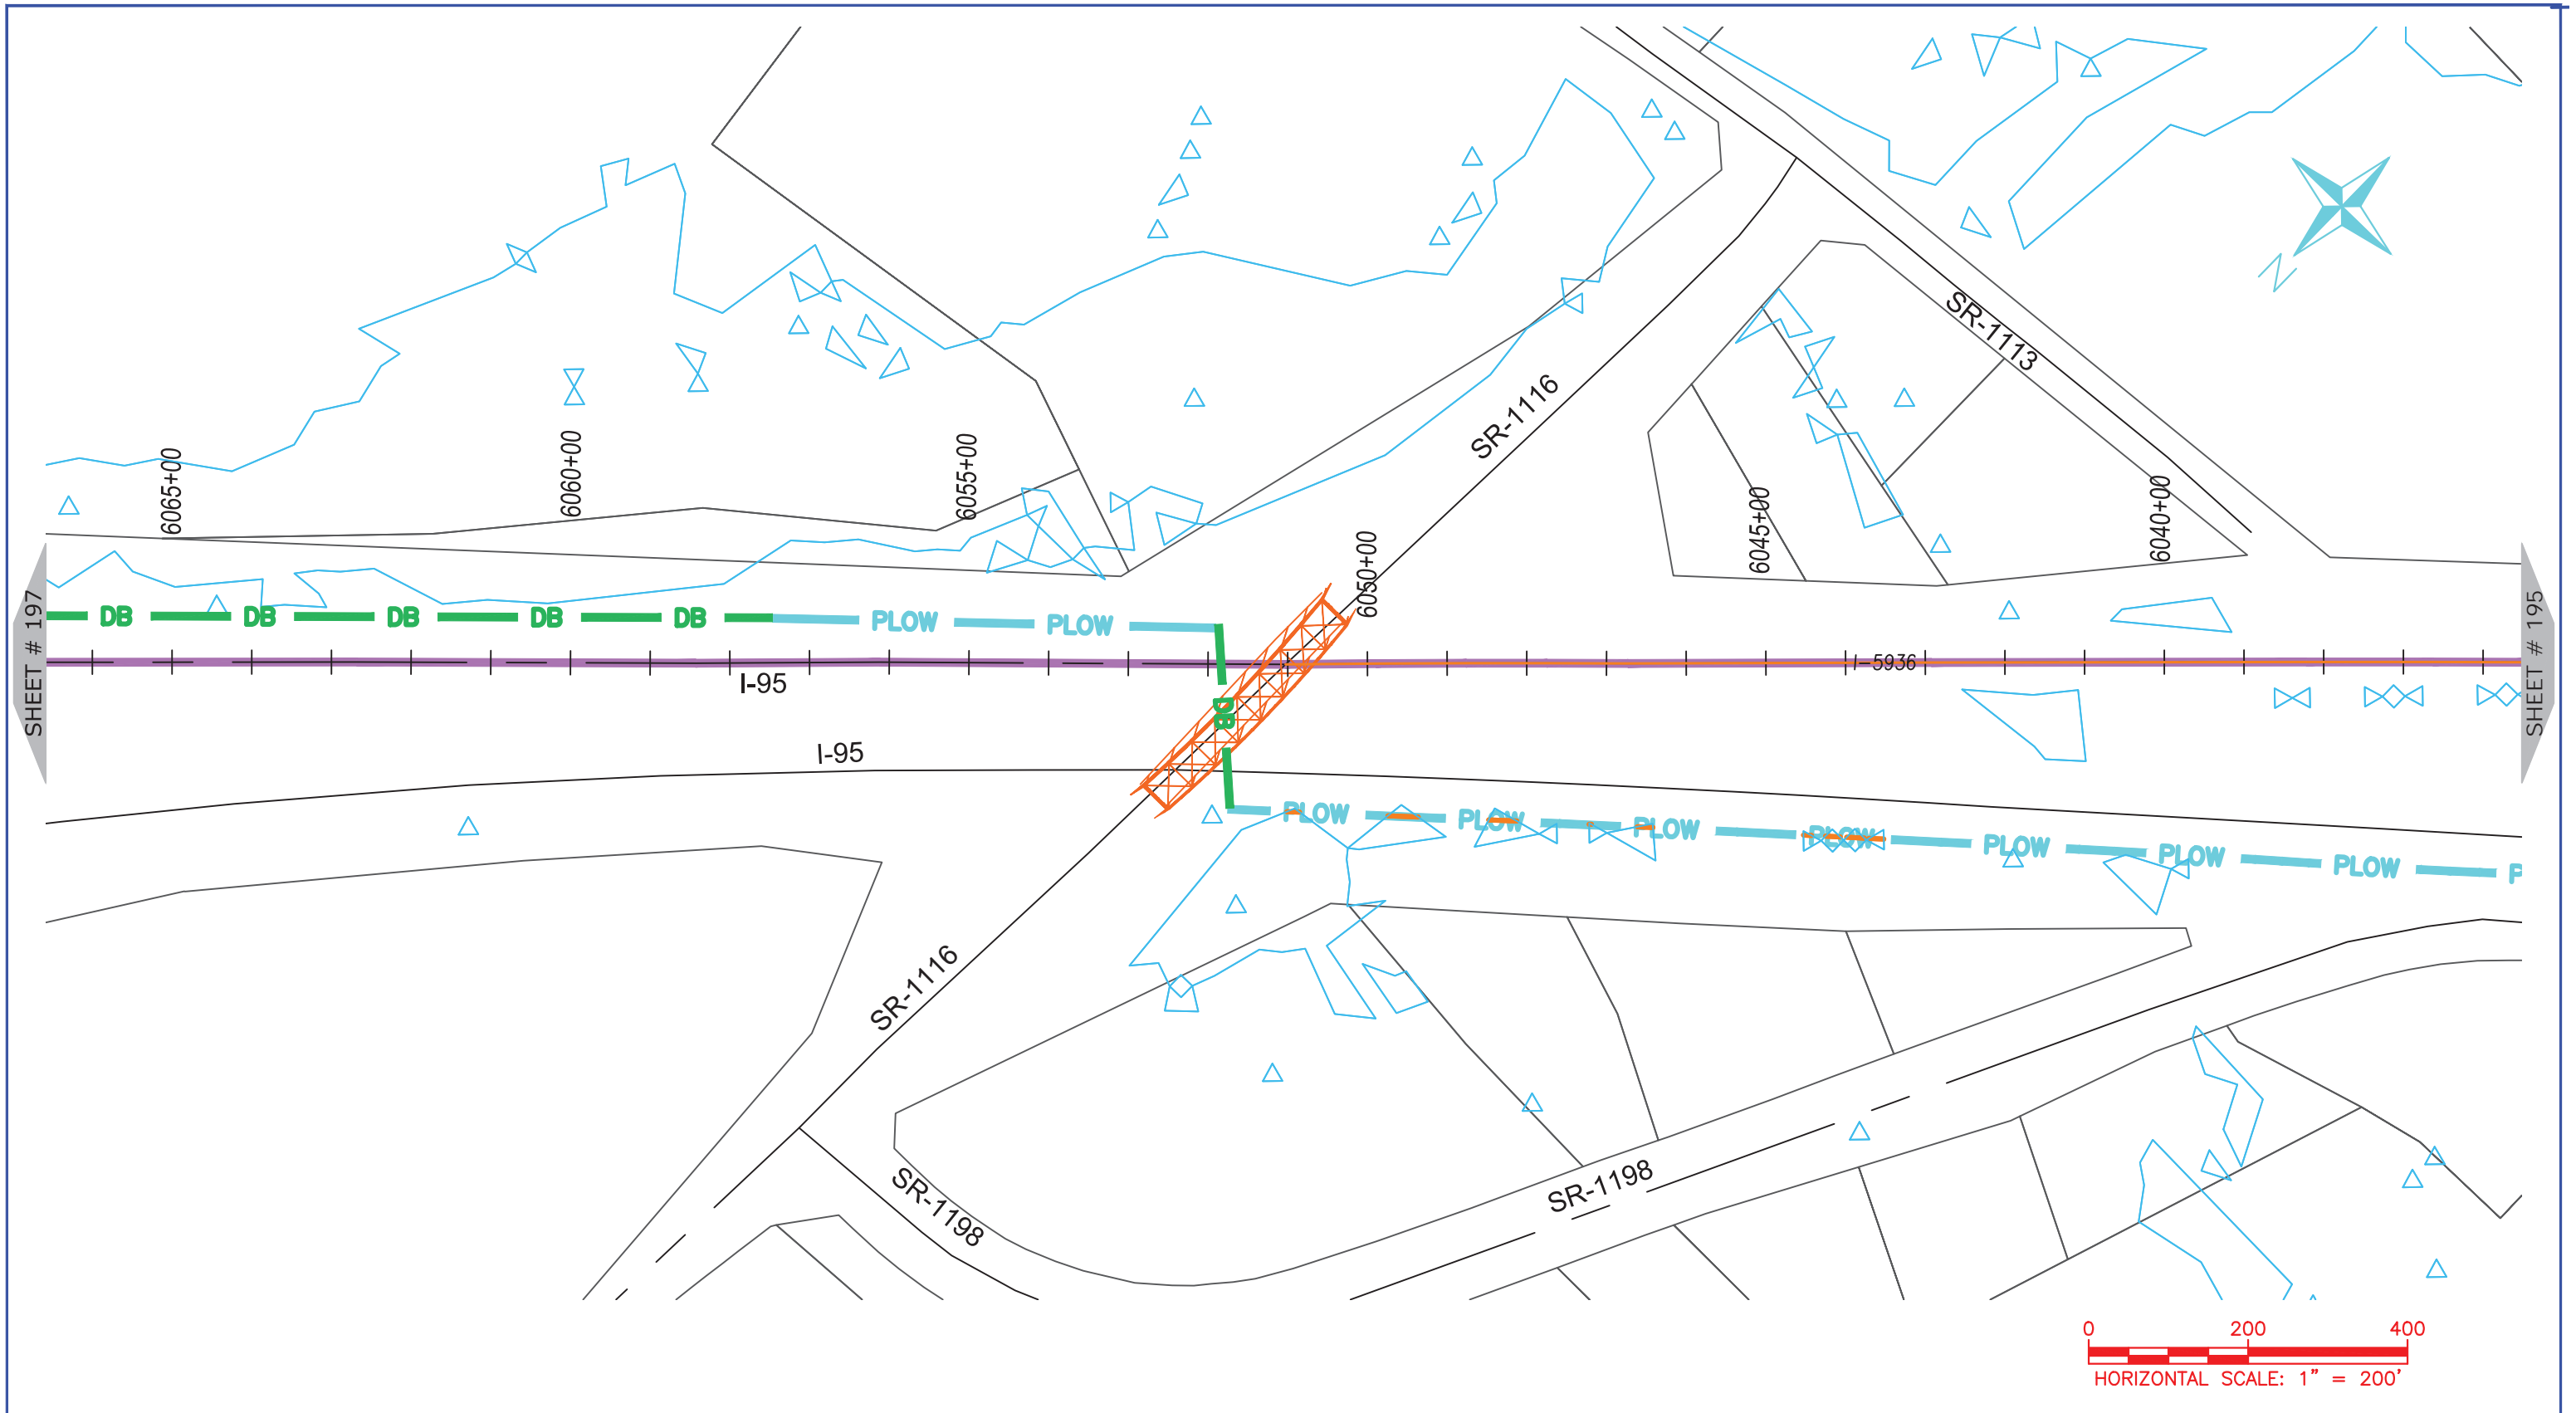 N
SR-1113
SR-1116
6065+00
6060+00
6055+00
6050+00
6045+00
6040+00
SHEET # 197
DB DB DB DB DB PLOW PLOW
SHEET # 195
I-5936
I-95
DB
I-95
PLOW PLOW PLOW PLOW PLOW PLOW PLOW P
SR-1116
SR-1198
SR-1198
0 200 400
HORIZONTAL SCALE: 1" = 200'